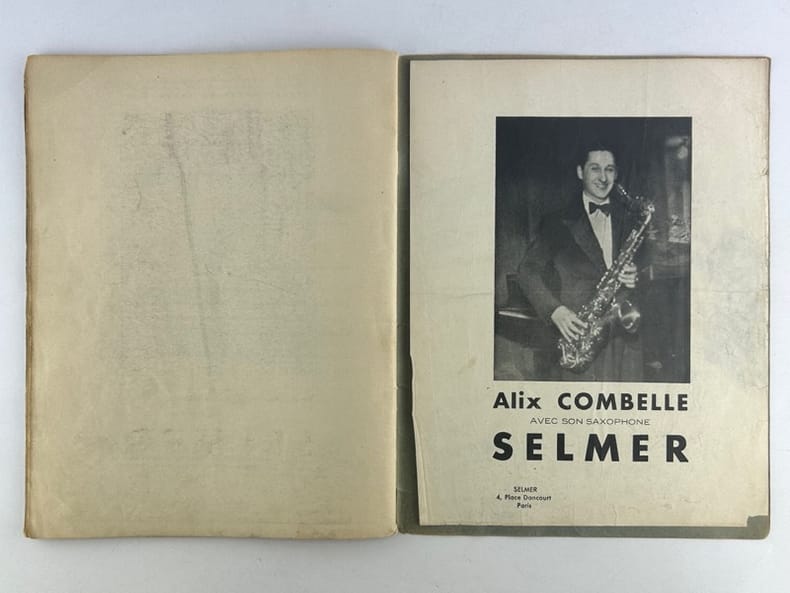 Alix COMBELLE
AVEC SON SAXOPHONE
SELMER
SELMER
4, Place Dancourt
Paris